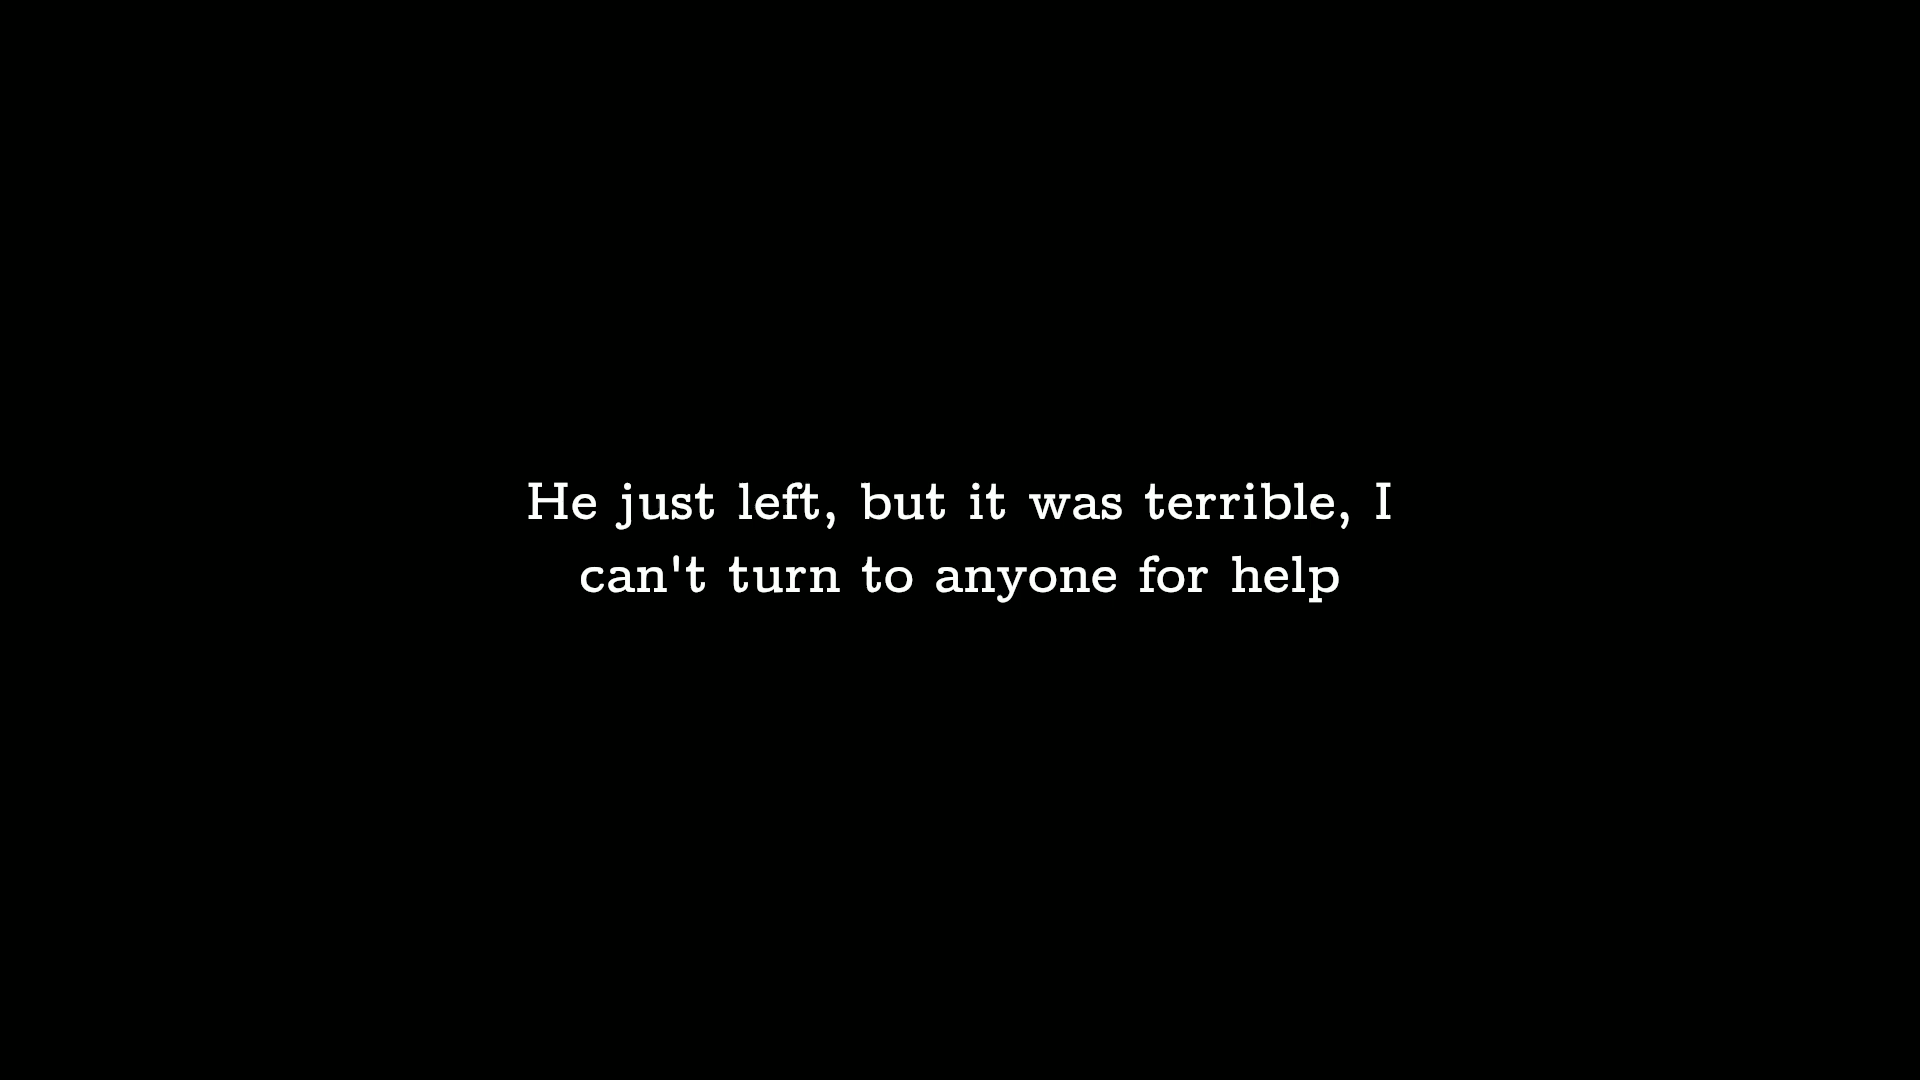 He just left, but it was terrible, I
can't turn to anyone for help